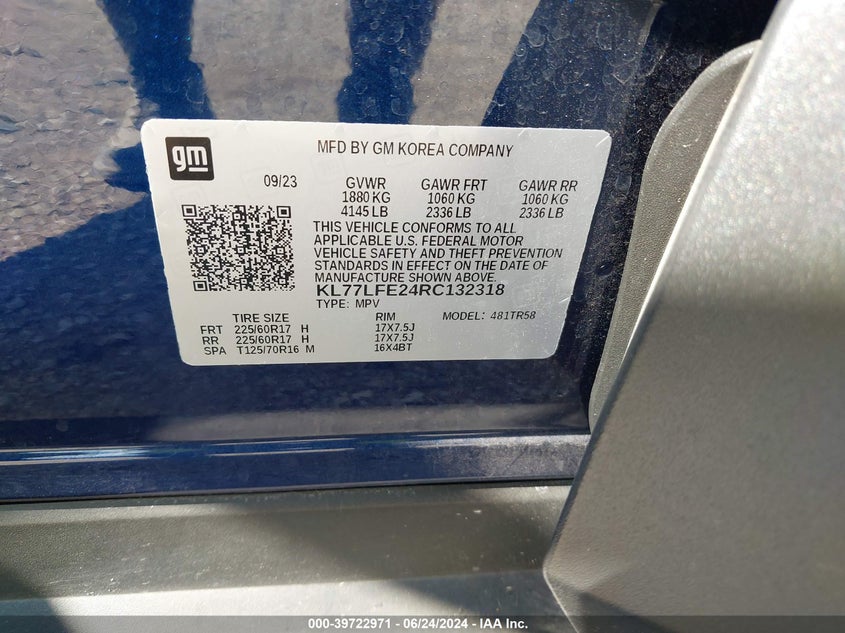 gm
MFD BY GM KOREA COMPANY
09/23 GVWR GAWR FRT GAWR RR
1880 KG 1060 KG 1060 KG
4145 LB 2336 LB 2336 LB
THIS VEHICLE CONFORMS TO ALL
APPLICABLE U.S. FEDERAL MOTOR
VEHICLE SAFETY AND THEFT PREVENTION
STANDARDS IN EFFECT ON THE DATE OF
MANUFACTURE SHOWN ABOVE
KL77LFE24RC132318
TYPE: MPV
TIRE SIZE RIM MODEL: 481TR58
FRT 225/60R17 H 17X7.5J
RR 225/60R17 H 17X7.5J
SPA T125/70R16 M 16X4BT
000-39722971 - 06/24/2024 - IAA Inc.